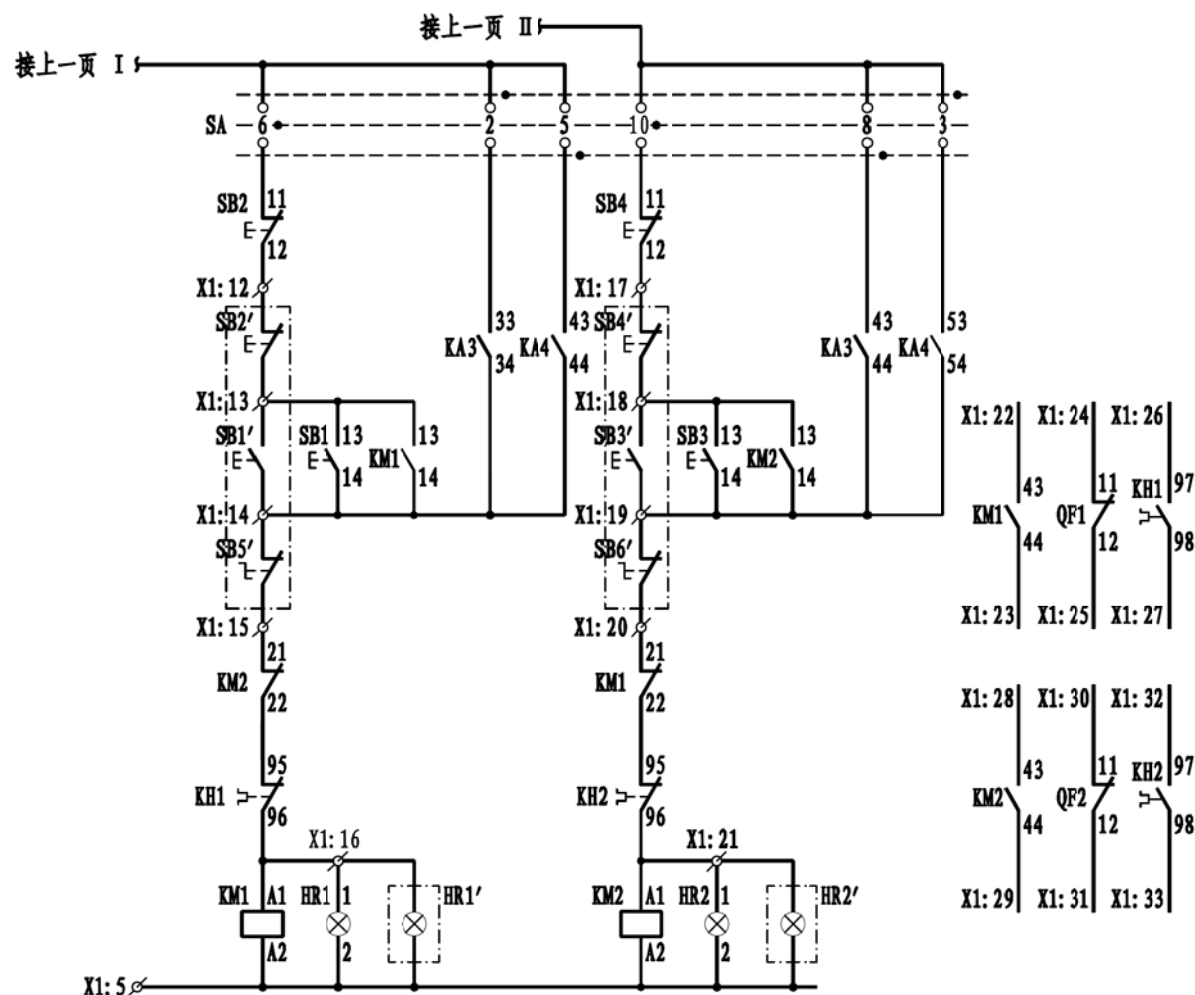 接上一页 II
接上一页 I
SA 6 2 5 10 8 3
SB2 11 SB4 11
12 12
X1:12 X1:17
SB2′ 33 43 SB4′ 43 53
KA3 KA4 KA3 KA4
34 44 44 54
X1:13 X1:18 X1:22 X1:24 X1:26
SB1′ SB1 13 13 SB3′ SB3 13 13
KM1 KM2
14 14 14 14
43 11 KH1 97
X1:14 X1:19 KM1 QF1
44 12 98
SB5′ SB6′
X1:15 X1:20 X1:23 X1:25 X1:27
21 21
KM2 KM1
22 22 X1:28 X1:30 X1:32
95 95 43 11 KH2 97
KH1 KH2 KM2 QF2
96 96 44 12 98
X1:16 X1:21
KM1 A1 HR1 1 HR1′ KM2 A1 HR2 1 HR2′ X1:29 X1:31 X1:33
A2 2 A2 2
X1:5